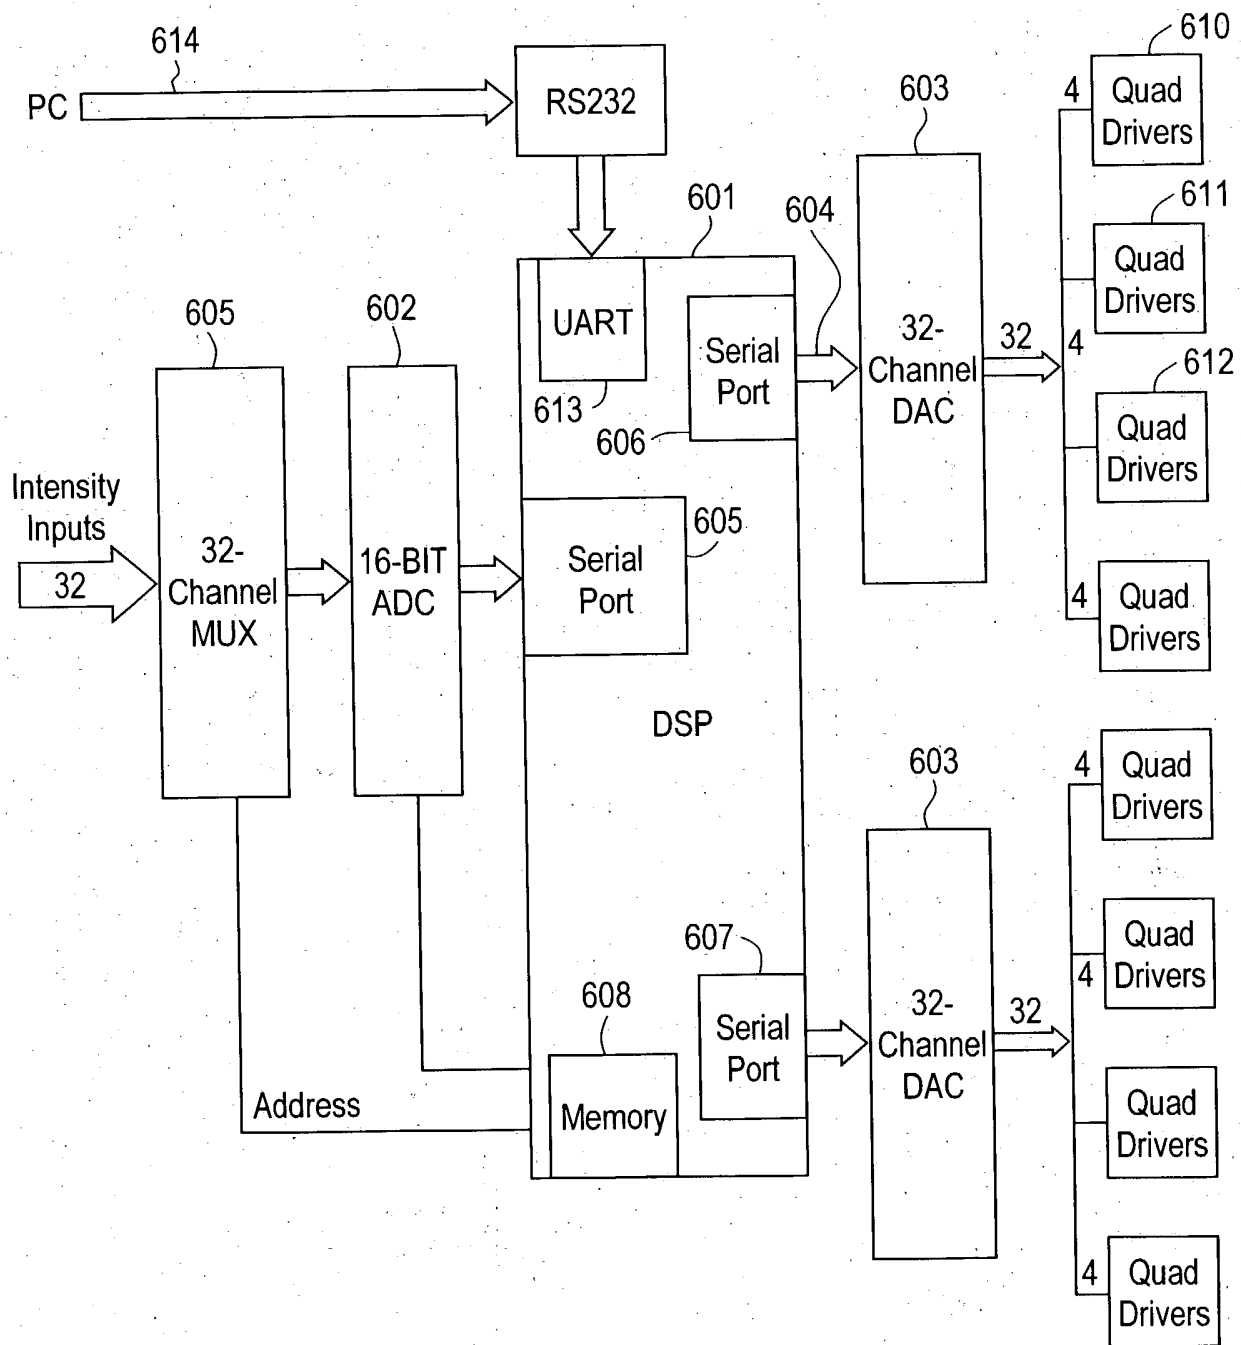 614
PC
RS232
610
4
Quad
Drivers
603
601
604
611
Quad
Drivers
4
605
602
UART
613
Serial
Port
606
32-
Channel
DAC
32
612
Quad
Drivers
4
Quad
Drivers
Intensity
Inputs
32
32-
Channel
MUX
16-BIT
ADC
Serial
Port
605
DSP
603
4
Quad
Drivers
607
608
Serial
Port
Memory
Address
32-
Channel
DAC
32
Quad
Drivers
4
Quad
Drivers
4
Quad
Drivers